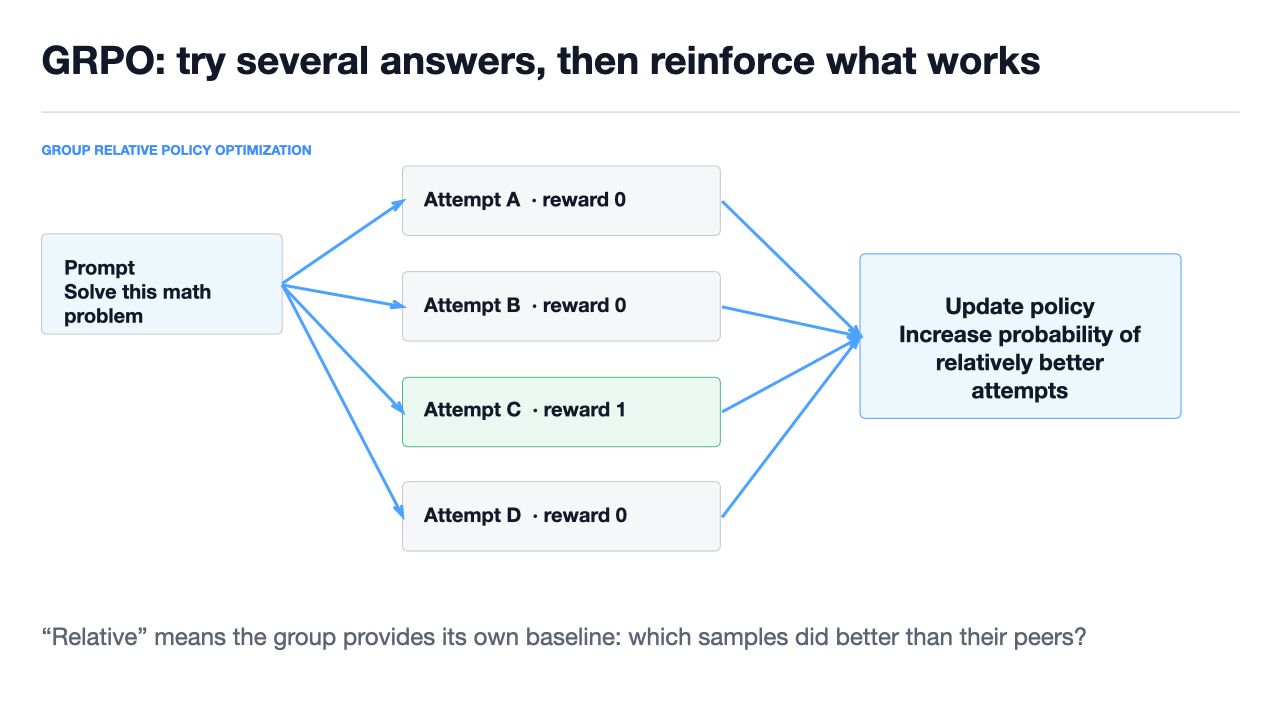 GRPO: try several answers, then reinforce what works
GROUP RELATIVE POLICY OPTIMIZATION
Prompt
Solve this math
problem
Attempt A · reward 0
Attempt B · reward 0
Attempt C · reward 1
Attempt D · reward 0
Update policy
Increase probability of
relatively better
attempts
“Relative” means the group provides its own baseline: which samples did better than their peers?